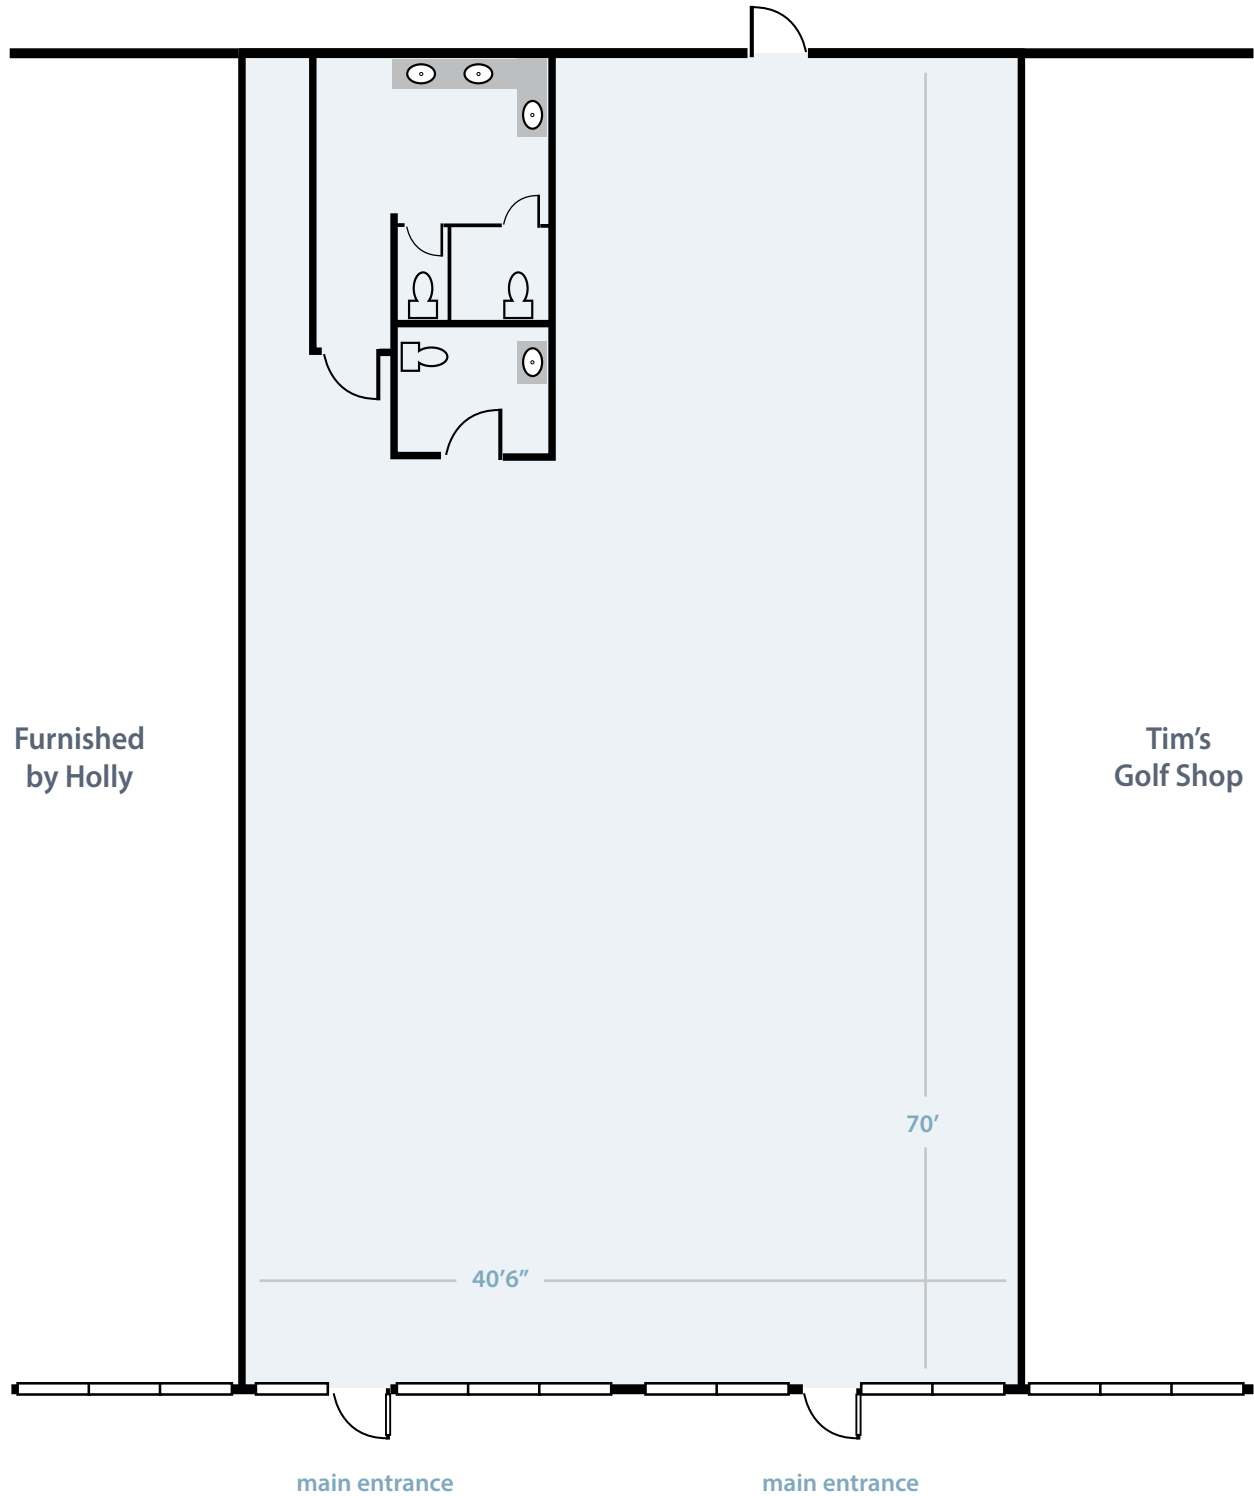 Furnished
by Holly
Tim’s
Golf Shop
70’
40’6”
main entrance
main entrance